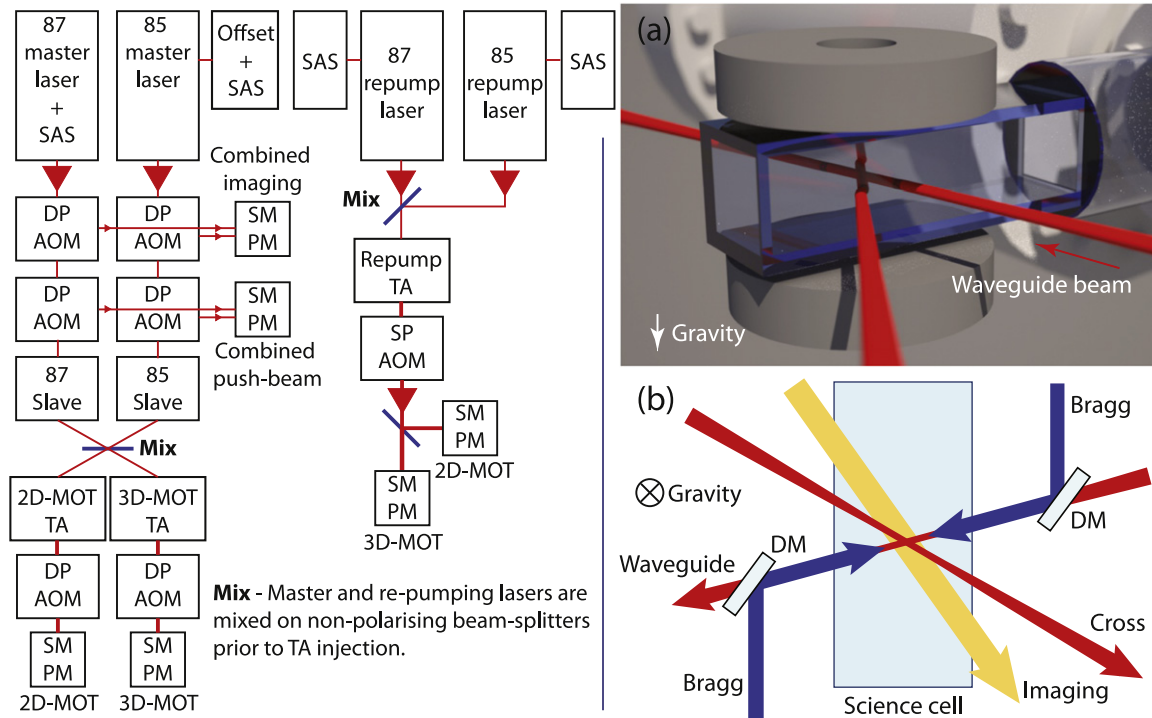 87
master
laser
+
SAS
85
master
laser
Offset
+
SAS
SAS
87
repump
laser
85
repump
laser
SAS
Combined
imaging
DP
AOM
DP
AOM
SM
PM
DP
AOM
DP
AOM
SM
PM
Combined
push-beam
87
Slave
85
Slave
Mix
2D-MOT
TA
3D-MOT
TA
DP
AOM
DP
AOM
SM
PM
SM
PM
2D-MOT
3D-MOT
Mix
Repump
TA
SP
AOM
SM
PM
2D-MOT
SM
PM
3D-MOT
Mix - Master and re-pumping lasers are
mixed on non-polarising beam-splitters
prior to TA injection.
(a)
Waveguide beam
Gravity
(b)
Bragg
Gravity
DM
DM
Waveguide
Cross
Bragg
Imaging
Science cell